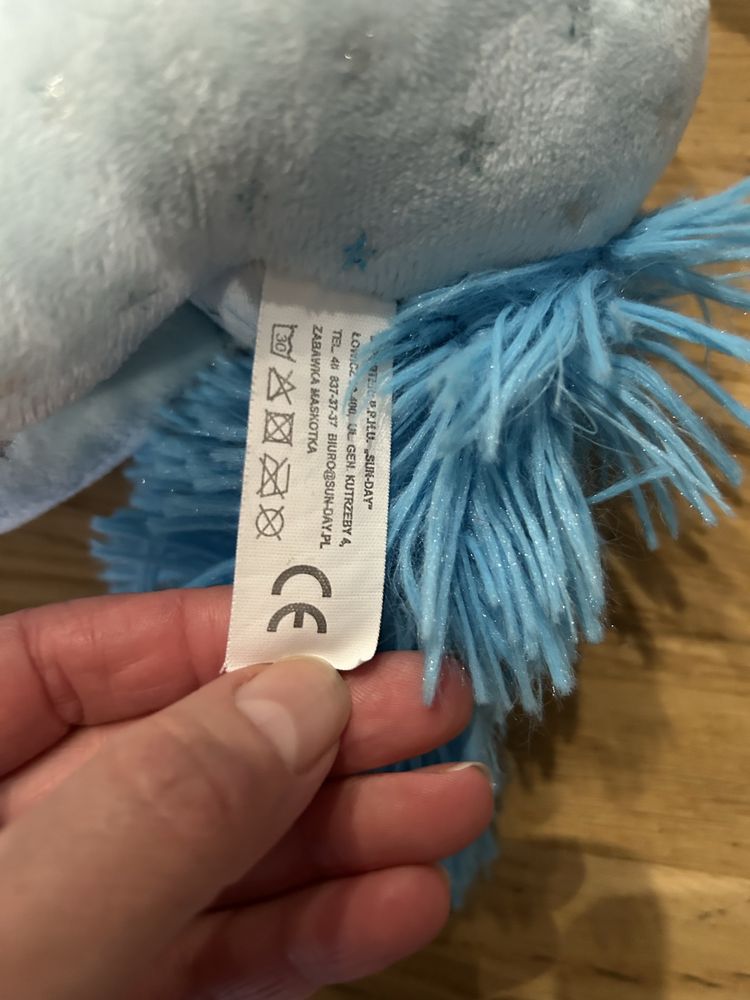 P.H.U. „SUN-DAY"
UL. GEN. KUTRZEBY 4,
TEL. 46 837-37-37 BIURO@SUN-DAY.PL
ZABAWKA MASKOTKA
30
CE